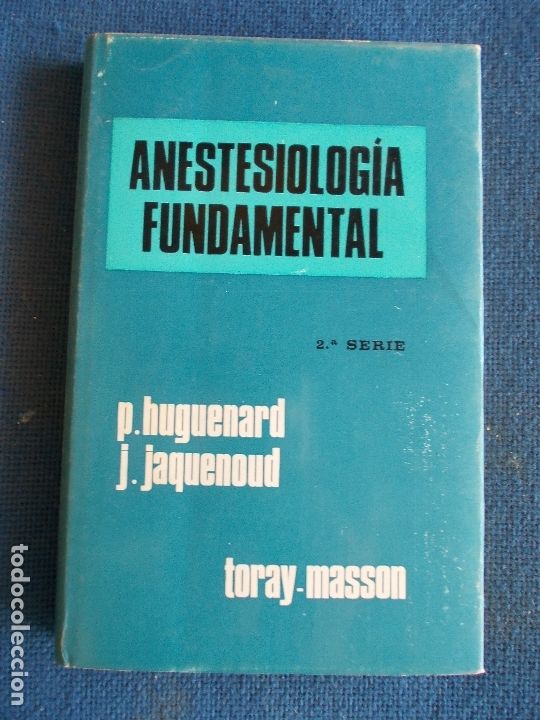 ANESTESIOLOGÍA
FUNDAMENTAL
2.ª SERIE
p. huguenard
j. jaquenoud
toray-masson
todocoleccion